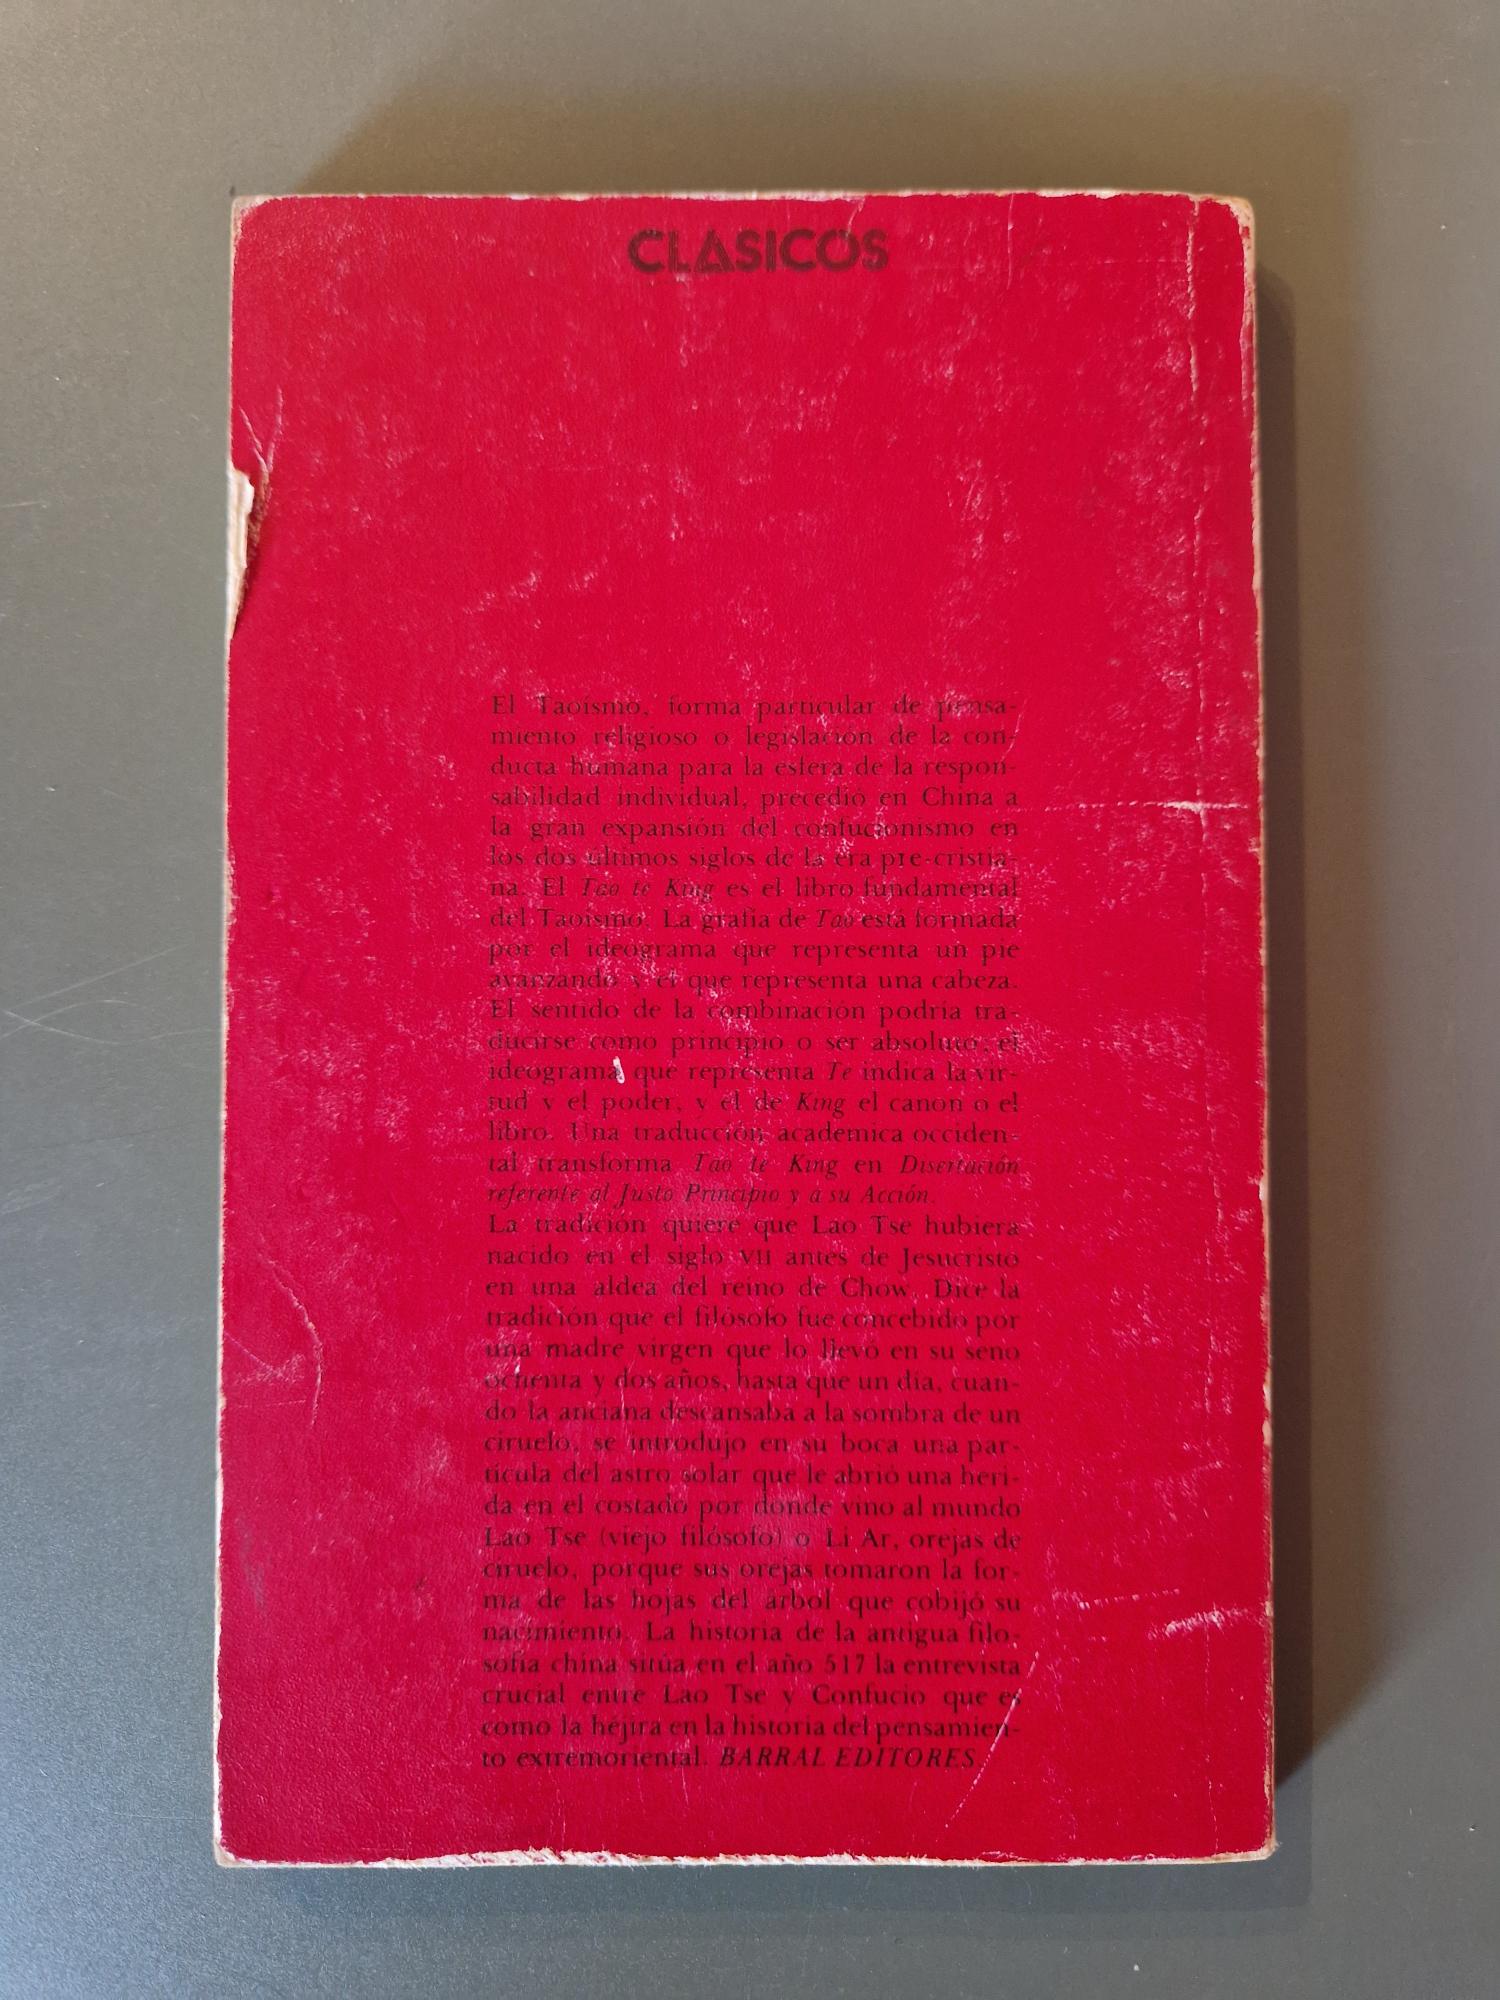 CLASICOS
El Taoísmo, forma particular de pensa-
miento religioso o legislación de la con-
ducta humana para la esfera de la respon-
sabilidad individual, precedió en China a
la gran expansión del confucionismo en
los dos últimos siglos de la era pre-cristia-
na. El Tao te King es el libro fundamental
del Taoísmo. La grafía de Tao está formada
por el ideograma que representa un pie
avanzando y el que representa una cabeza.
El sentido de la combinación podría tra-
ducirse como principio o ser absoluto; el
ideograma que representa Te indica la vir-
tud y el poder, y el de King el canon o el
libro. Una traducción académica occiden-
tal transforma Tao te King en Disertación
referente al Justo Principio y a su Acción.
La tradición quiere que Lao Tse hubiera
nacido en el siglo VII antes de Jesucristo
en una aldea del reino de Chow. Dice la
tradición que el filósofo fue concebido por
una madre virgen que lo llevó en su seno
ochenta y dos años, hasta que un día, cuan-
do la anciana descansaba a la sombra de un
ciruelo, se introdujo en su boca una par-
tícula del astro solar que le abrió una heri-
da en el costado por donde vino al mundo
Lao Tse (viejo filósofo) o Li Ar, orejas de
ciruelo, porque sus orejas tomaron la for-
ma de las hojas del árbol que cobijó su
nacimiento. La historia de la antigua filo-
sofía china sitúa en el año 517 la entrevista
crucial entre Lao Tse y Confucio que es
como la héjira en la historia del pensamien-
to extremoriental. BARRAL EDITORES